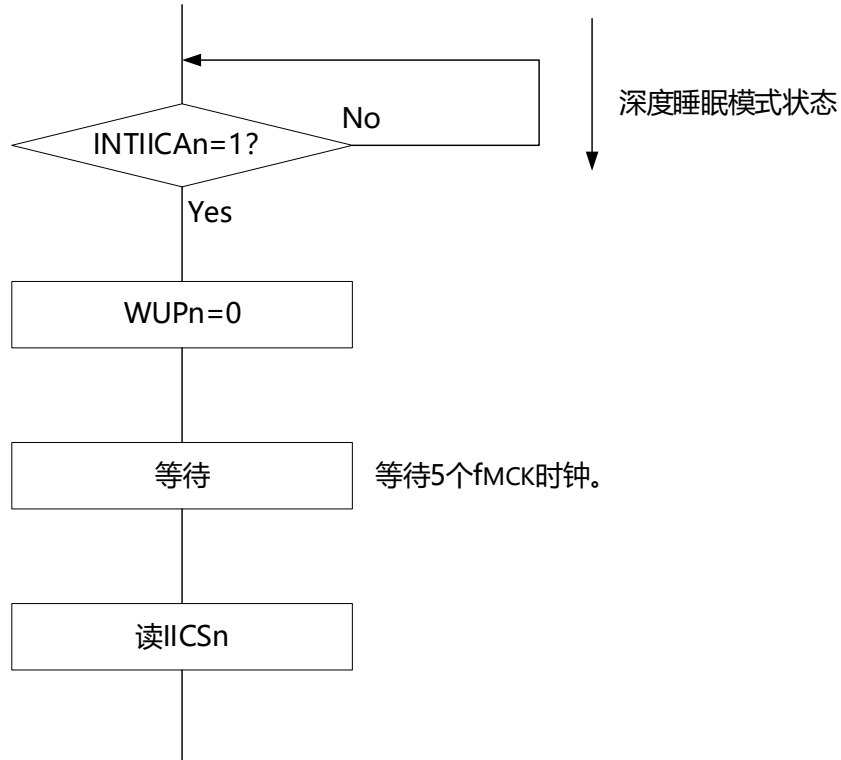 深度睡眠模式状态
No
INTIICAn=1?
Yes
WUPn=0
等待
等待5个fMCK时钟。
读IICSn